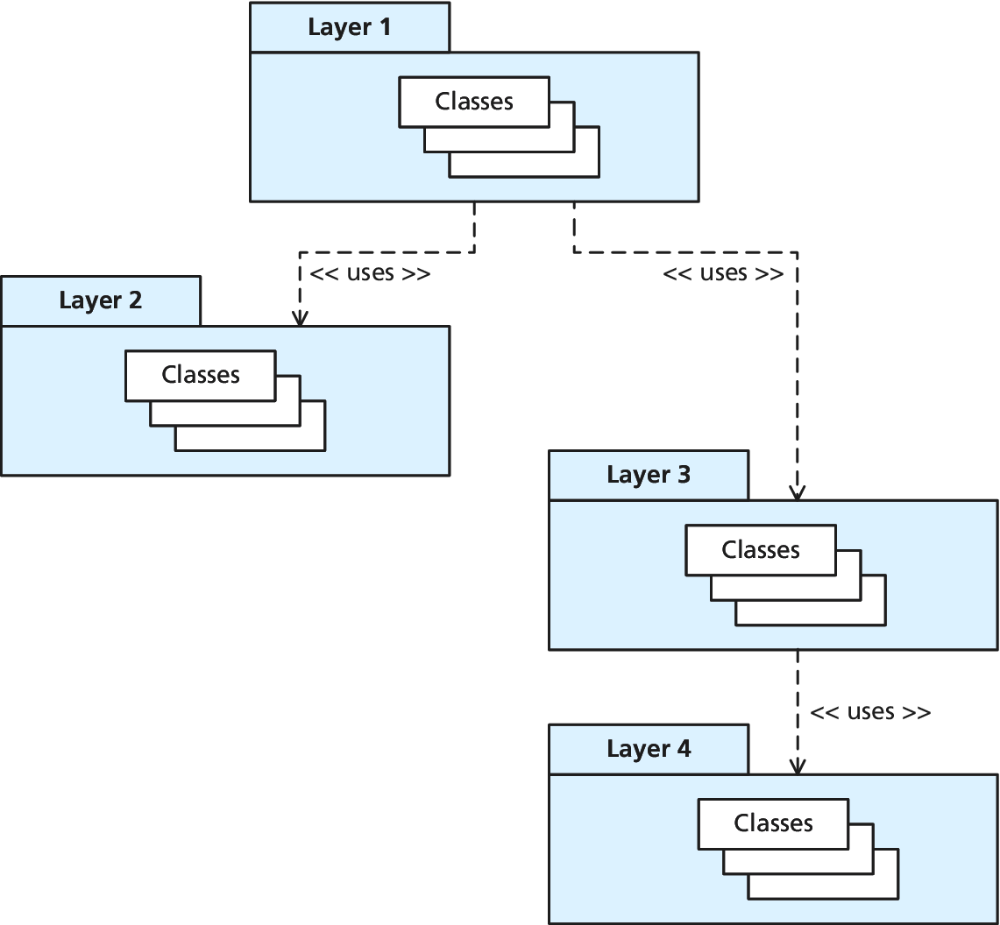 Layer 1
Classes
<< uses >>
<< uses >>
Layer 2
Classes
Layer 3
Classes
<< uses >>
Layer 4
Classes